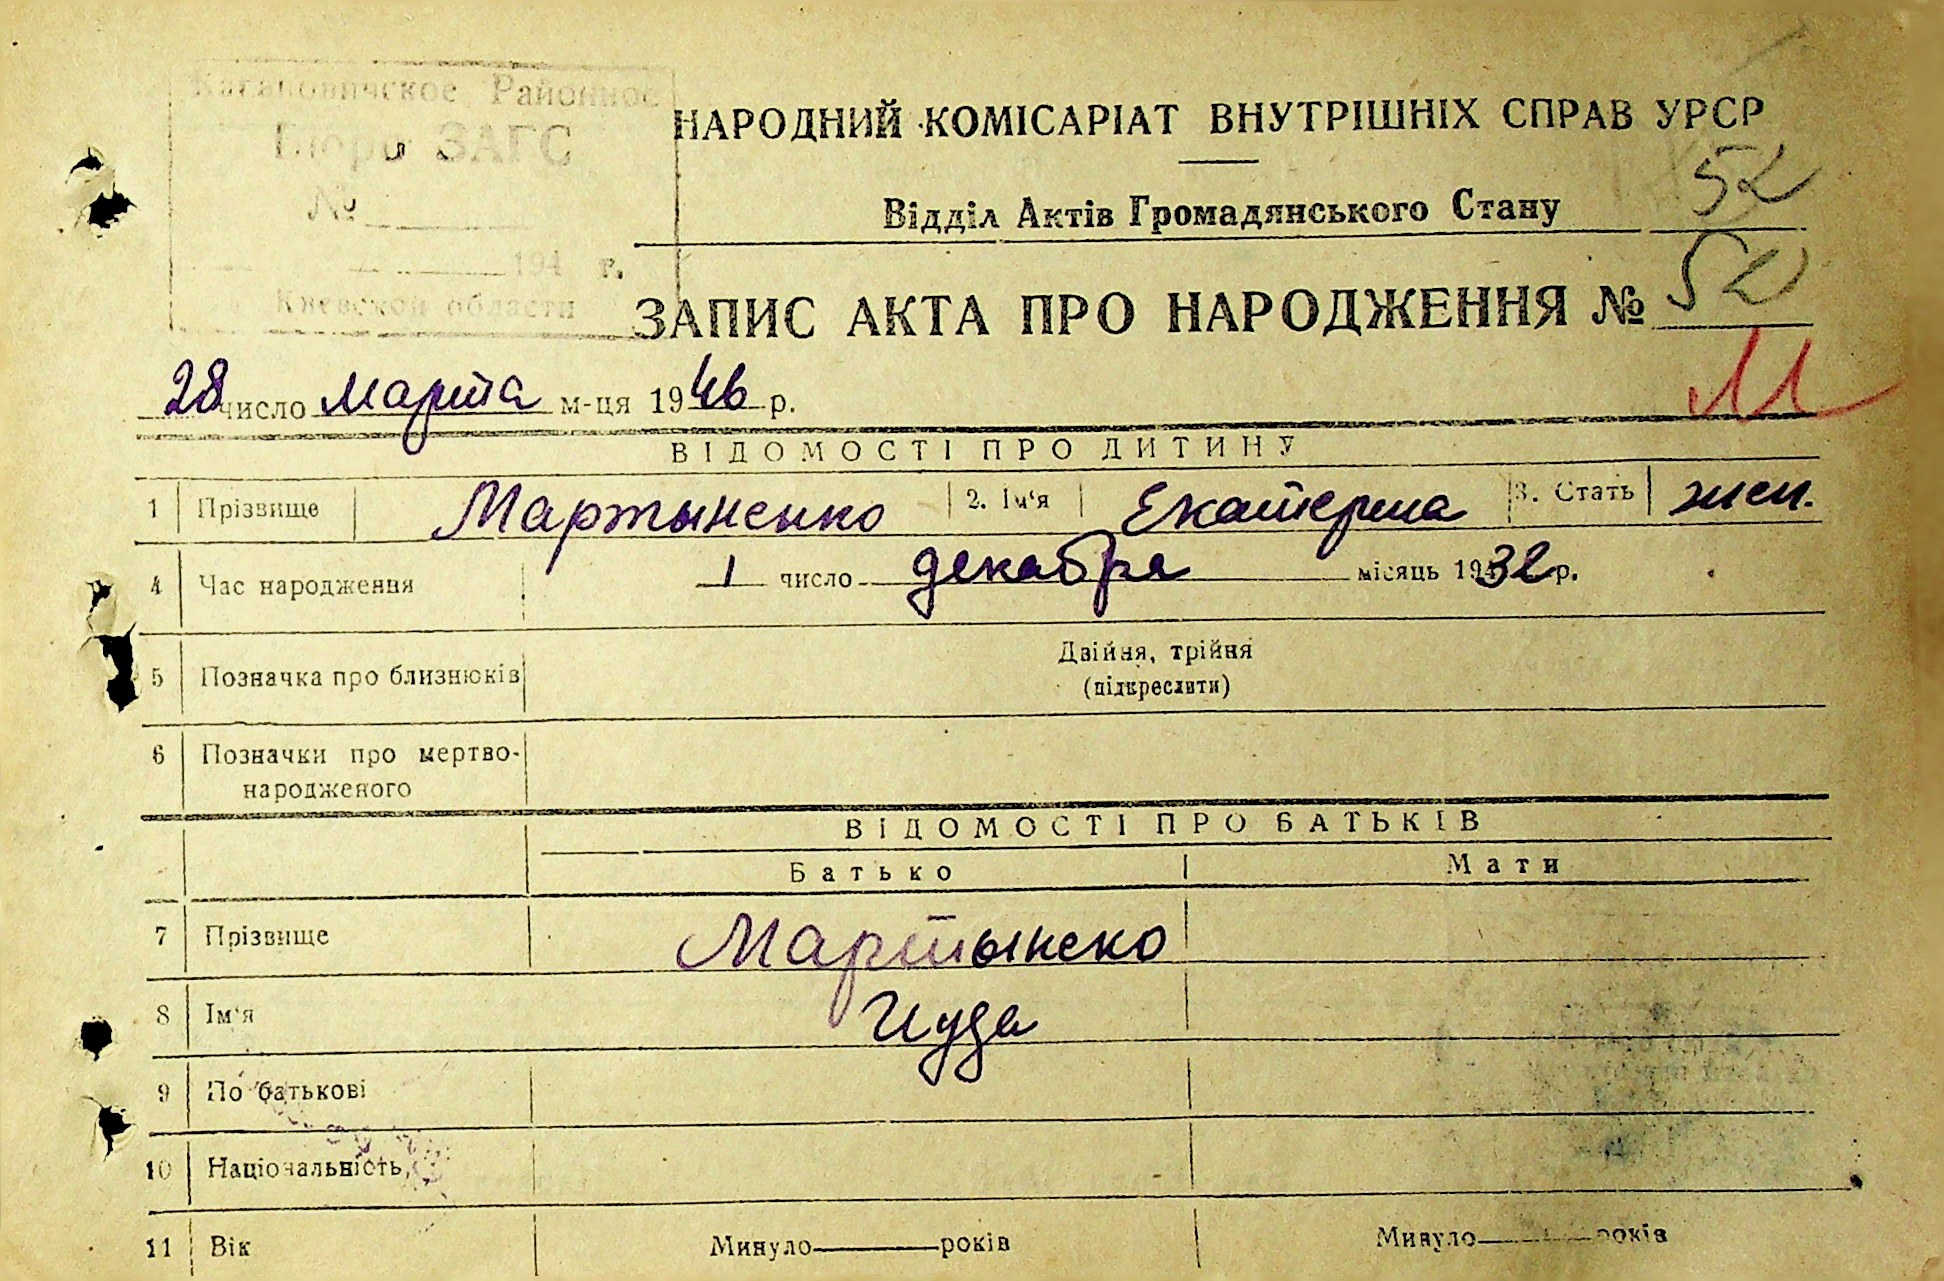 Кагановичское Районное
Бюро ЗАГС
№
194 г.
Киевской области
НАРОДНИЙ КОМІСАРІАТ ВНУТРІШНІХ СПРАВ УРСР
52
Відділ Актів Громадянського Стану
ЗАПИС АКТА ПРО НАРОДЖЕННЯ № 52
28 число Марта м-ця 1946 р.
ВІДОМОСТІ ПРО ДИТИНУ
1 Прізвище Мартыненко 2. Ім'я Екатерина 3. Стать жен.
4 Час народження 1 число декабря місяць 1932 р.
5 Позначка про близнюків Двійня, трійня
(підкреслити)
6 Позначки про мертво-
народженого
ВІДОМОСТІ ПРО БАТЬКІВ
Батько Мати
7 Прізвище Мартынеко
8 Ім'я Иуда
9 По батькові
10 Національність
11 Вік Минуло років Минуло років